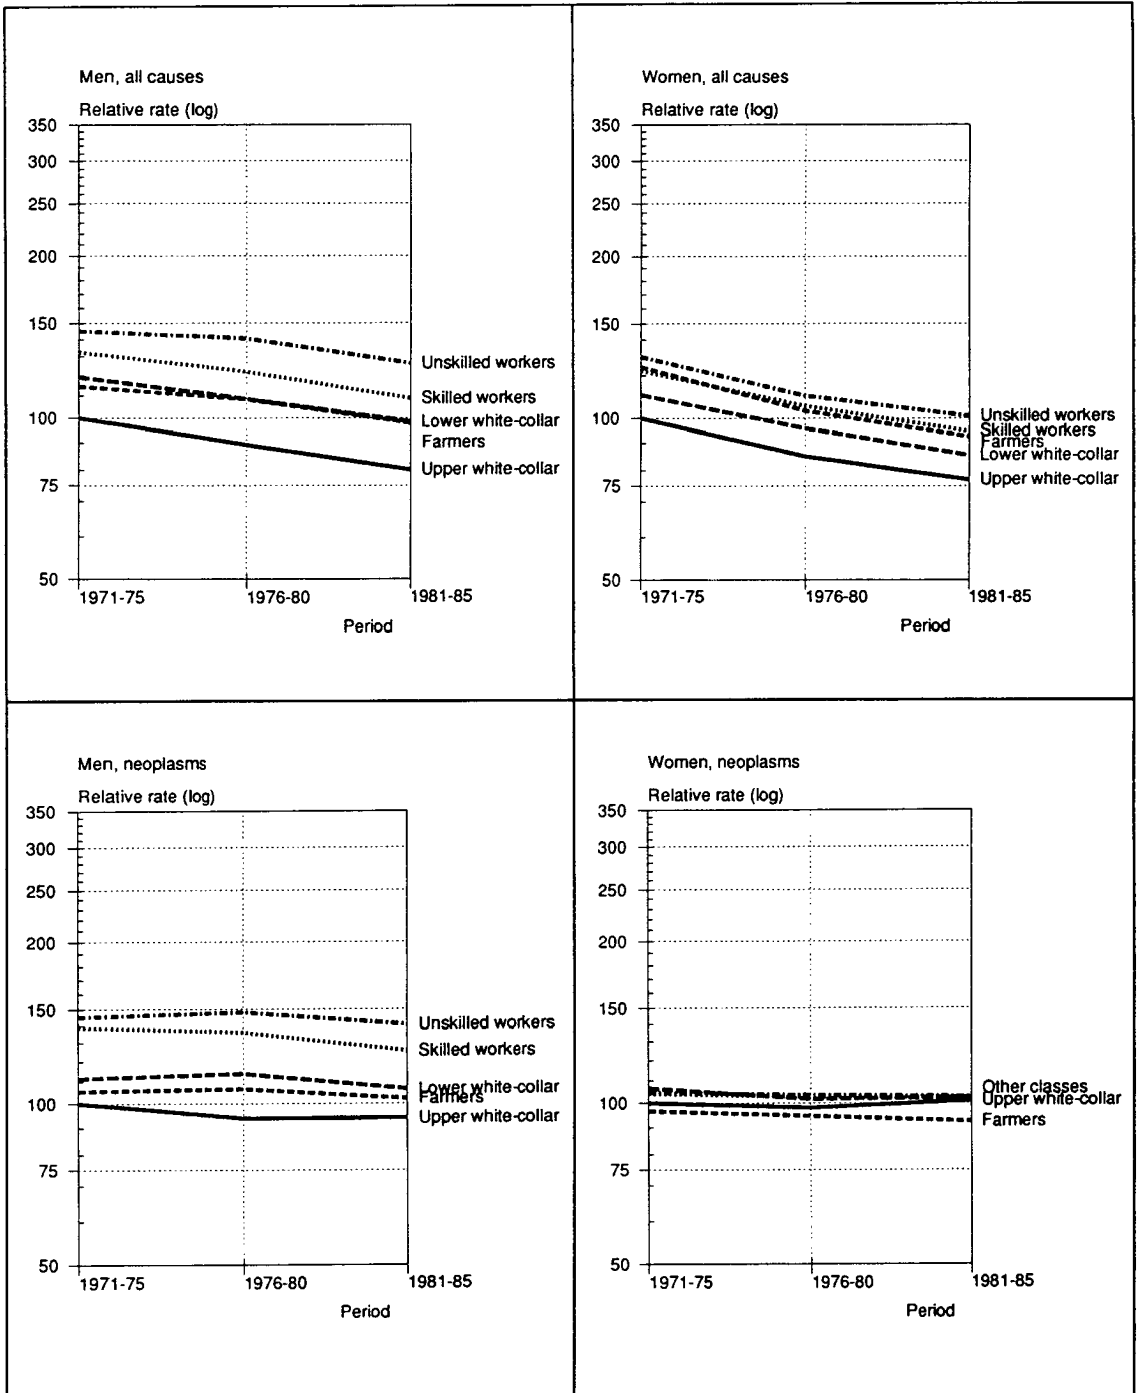 Men, all causes
Relative rate (log)
350
300
250
200
150
100
75
50
Unskilled workers
Skilled workers
Lower white-collar
Farmers
Upper white-collar
1971-75 1976-80 1981-85
Period
Women, all causes
Relative rate (log)
350
300
250
200
150
100
75
50
Unskilled workers
Skilled workers
Farmers
Lower white-collar
Upper white-collar
1971-75 1976-80 1981-85
Period
Men, neoplasms
Relative rate (log)
350
300
250
200
150
100
75
50
Unskilled workers
Skilled workers
Lower white-collar
Farmers
Upper white-collar
1971-75 1976-80 1981-85
Period
Women, neoplasms
Relative rate (log)
350
300
250
200
150
100
75
50
Other classes
Upper white-collar
Farmers
1971-75 1976-80 1981-85
Period